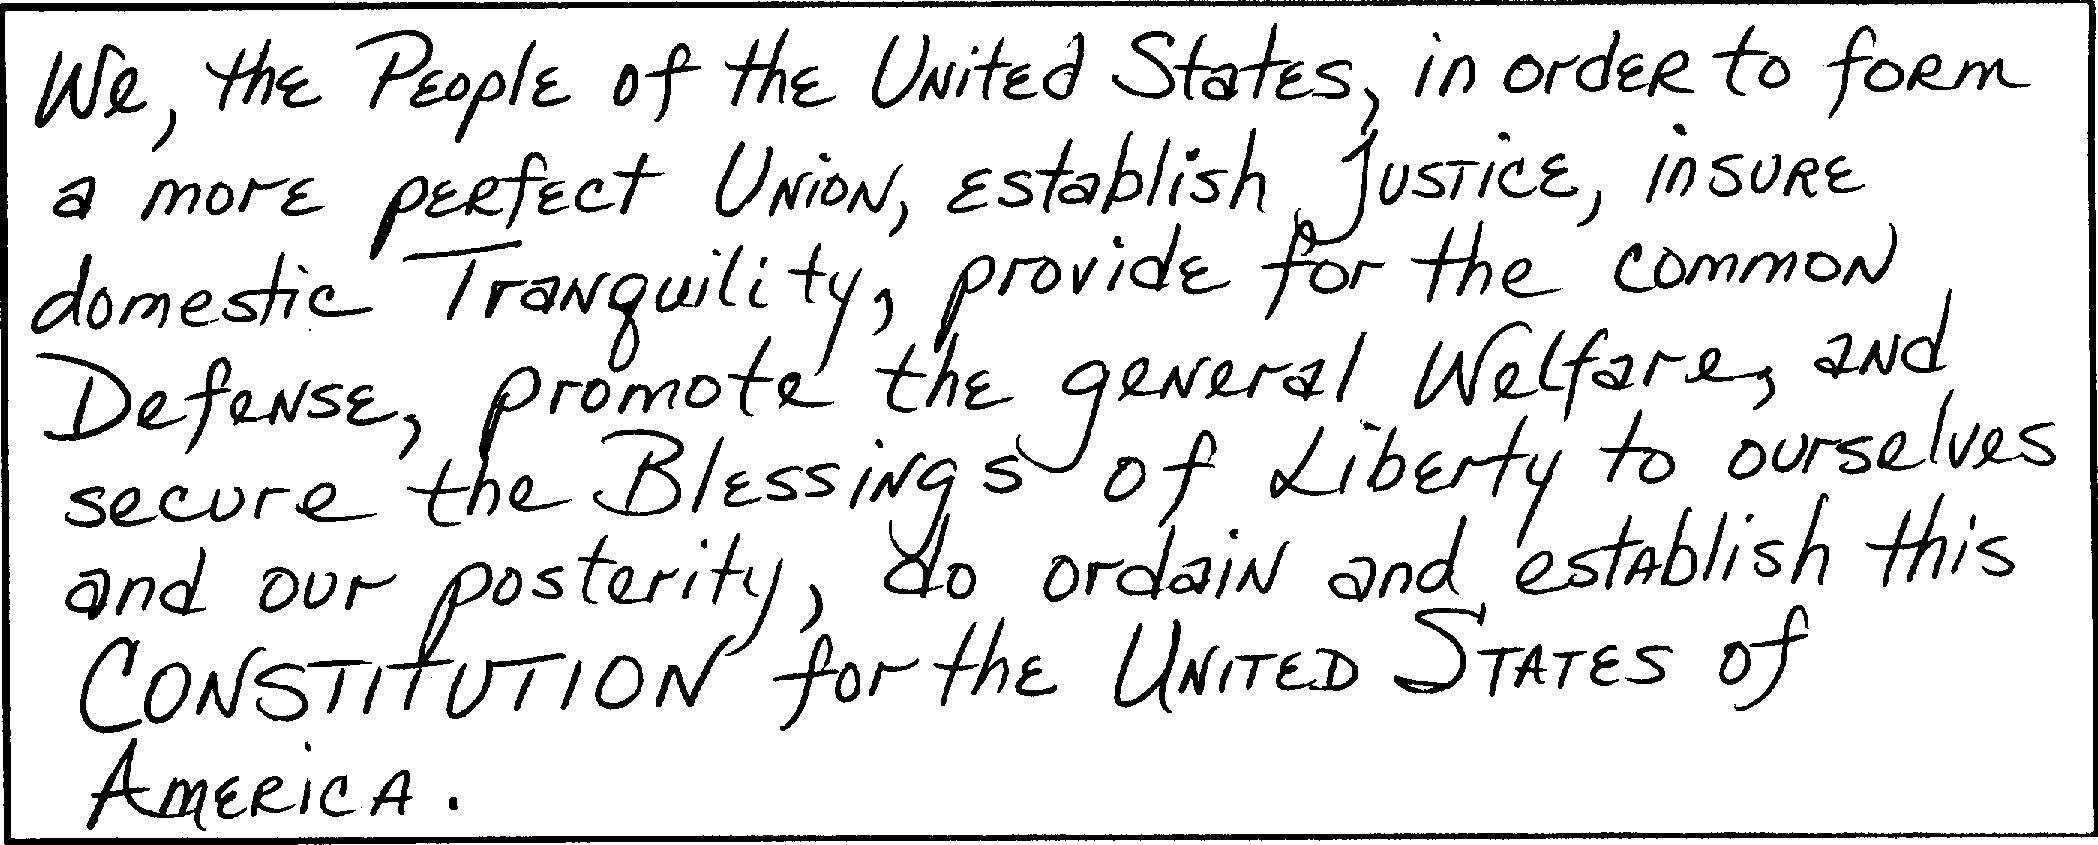 We, the People of the United States, in order to form
a more perfect Union, establish Justice, insure
domestic Tranquility, provide for the common
Defense, promote the general Welfare, and
secure the Blessings of Liberty to ourselves
and our posterity, do ordain and establish this
CONSTITUTION for the UNITED STATES of
AMERICA.